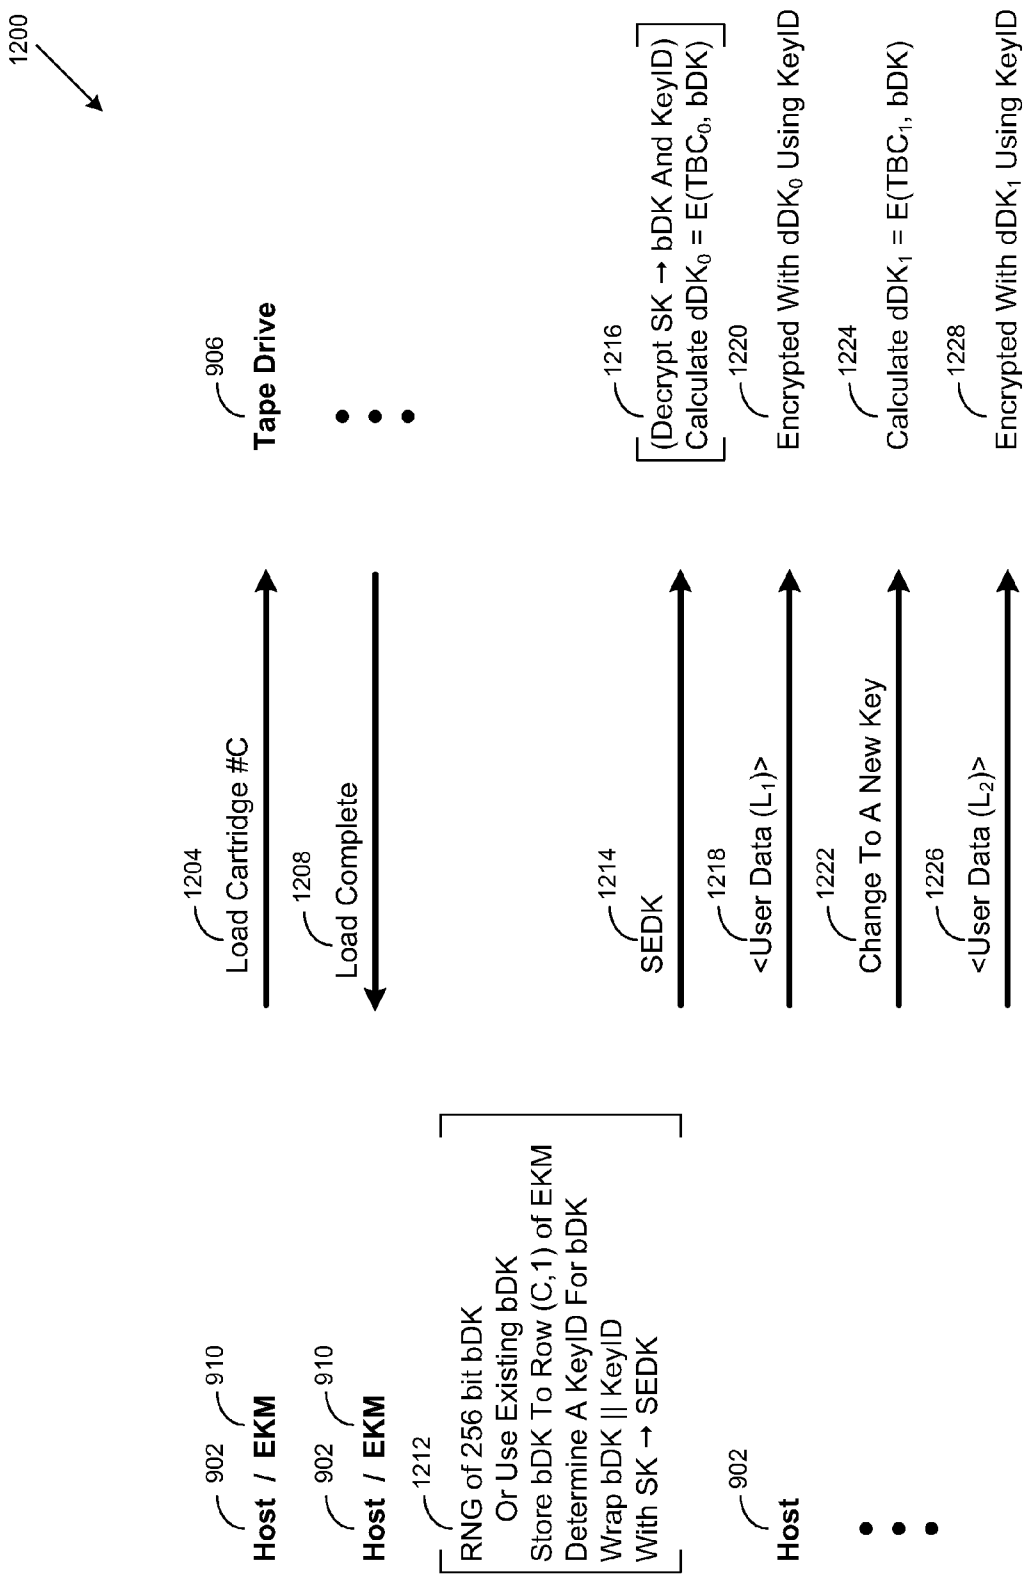 1200
902 910 906
Host / EKM
1204
Load Cartridge #C
Tape Drive
902 910
Host / EKM
1208
Load Complete
1212
RNG of 256 bit bDK
Or Use Existing bDK
Store bDK To Row (C,1) of EKM
Determine A KeyID For bDK
Wrap bDK || KeyID
With SK → SEDK
1214
SEDK
1216
(Decrypt SK → bDK And KeyID)
Calculate dDK₀ = E(TBC₀, bDK)
902
Host
1218
<User Data (L₁)>
1220
Encrypted With dDK₀ Using KeyID
1222
Change To A New Key
1224
Calculate dDK₁ = E(TBC₁, bDK)
1226
<User Data (L₂)>
1228
Encrypted With dDK₁ Using KeyID